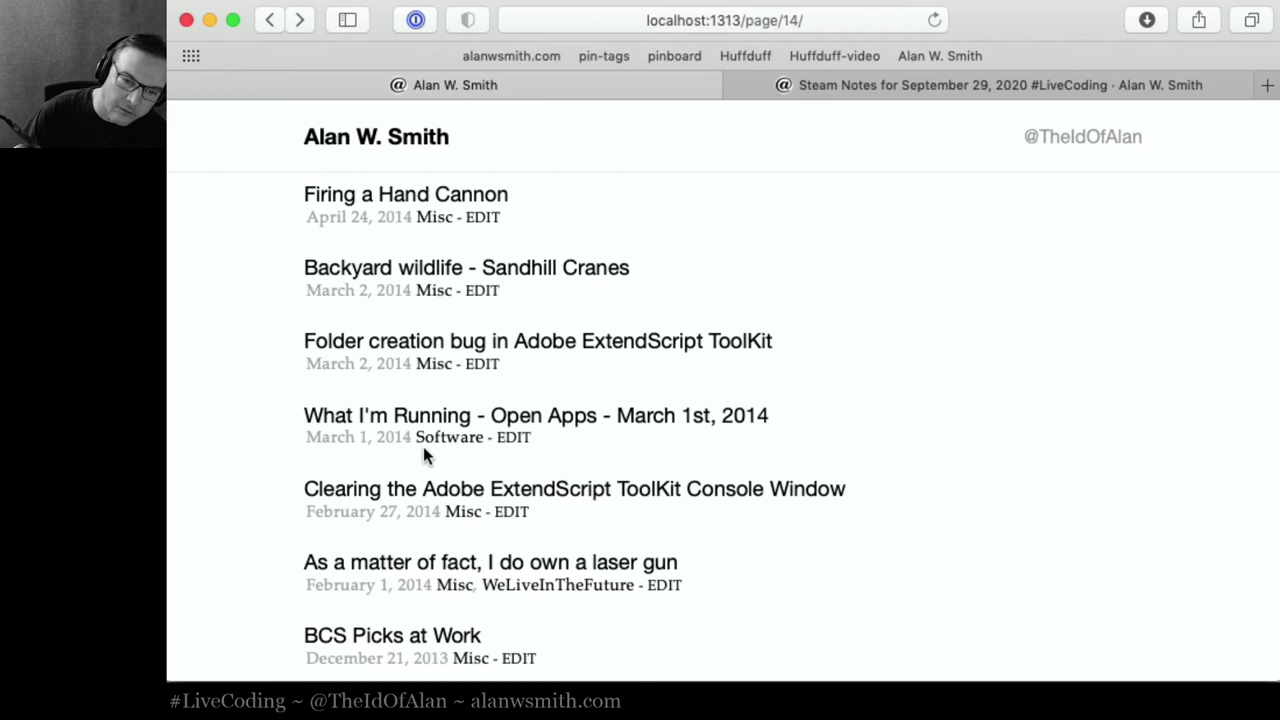 localhost:1313/page/14/
alanwsmith.com pin-tags pinboard Huffduff Huffduff-video Alan W. Smith
@ Alan W. Smith @ Steam Notes for September 29, 2020 #LiveCoding · Alan W. Smith +
Alan W. Smith @TheIdOfAlan
Firing a Hand Cannon
April 24, 2014 Misc - EDIT
Backyard wildlife - Sandhill Cranes
March 2, 2014 Misc - EDIT
Folder creation bug in Adobe ExtendScript ToolKit
March 2, 2014 Misc - EDIT
What I'm Running - Open Apps - March 1st, 2014
March 1, 2014 Software - EDIT
Clearing the Adobe ExtendScript ToolKit Console Window
February 27, 2014 Misc - EDIT
As a matter of fact, I do own a laser gun
February 1, 2014 Misc, WeLiveInTheFuture - EDIT
BCS Picks at Work
December 21, 2013 Misc - EDIT
#LiveCoding ~ @TheIdOfAlan ~ alanwsmith.com